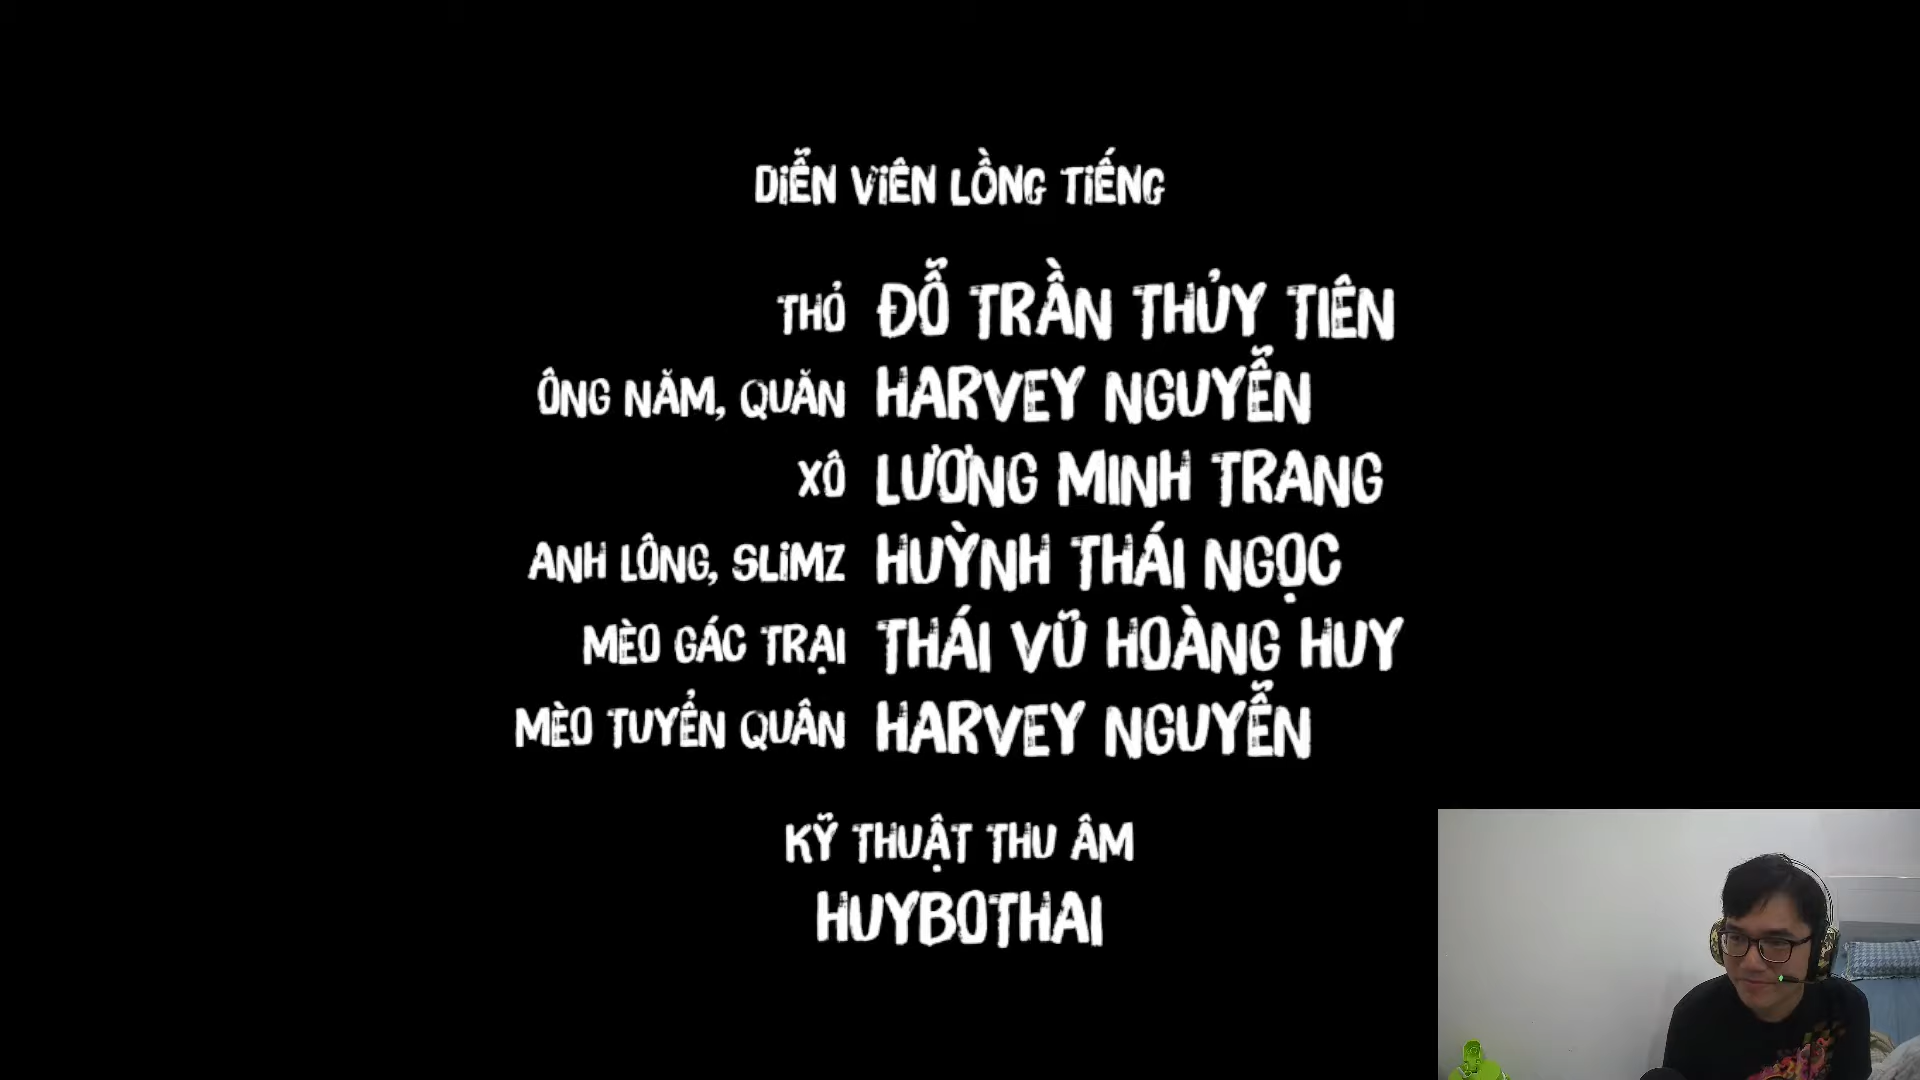 DIỄN VIÊN LỒNG TIẾNG
THỎ ĐỖ TRẦN THỦY TIÊN
ÔNG NĂM, QUĂN HARVEY NGUYỄN
XÔ LƯƠNG MINH TRANG
ANH LÔNG, SLIMZ HUỲNH THÁI NGỌC
MÈO GÁC TRẠI THÁI VŨ HOÀNG HUY
MÈO TUYỂN QUÂN HARVEY NGUYỄN
KỸ THUẬT THU ÂM
HUYBOTHAI